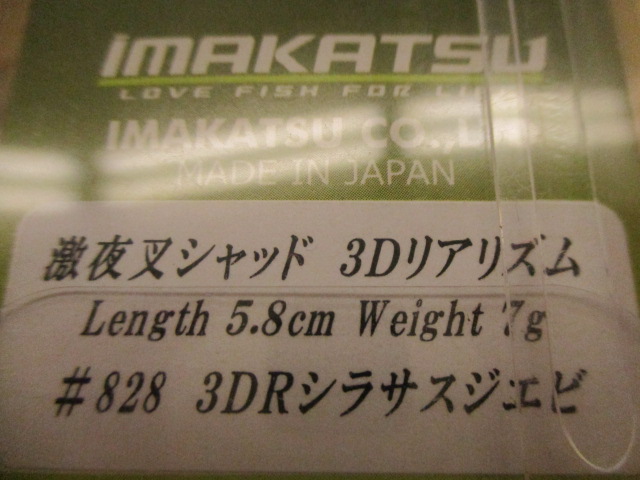 iMAKATSU
LOVE FISH FOR LIFE
IMAKATSU CO.,LTD
MADE IN JAPAN
激夜叉シャッド 3Dリアリズム
Length 5.8cm Weight 7g
#828 3DRシラサスジエビ